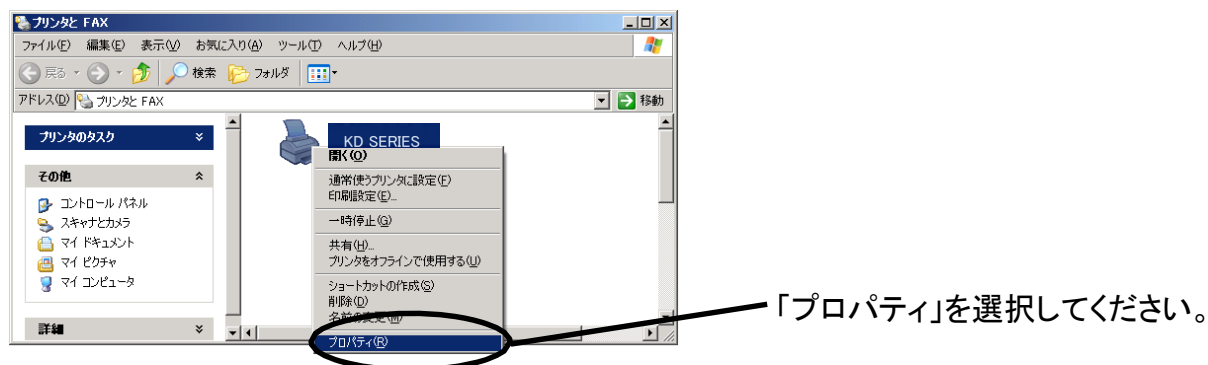 プリンタと FAX
ファイル(F) 編集(E) 表示(V) お気に入り(A) ツール(T) ヘルプ(H)
戻る 検索 フォルダ
アドレス(D) プリンタと FAX 移動
プリンタのタスク
その他
コントロール パネル
スキャナとカメラ
マイ ドキュメント
マイ ピクチャ
マイ コンピュータ
詳細
KD SERIES
開く(O)
通常使うプリンタに設定(F)
印刷設定(E)...
一時停止(G)
共有(H)...
プリンタをオフラインで使用する(U)
ショートカットの作成(S)
削除(D)
名前の変更(M)
プロパティ(R)
「プロパティ」を選択してください。